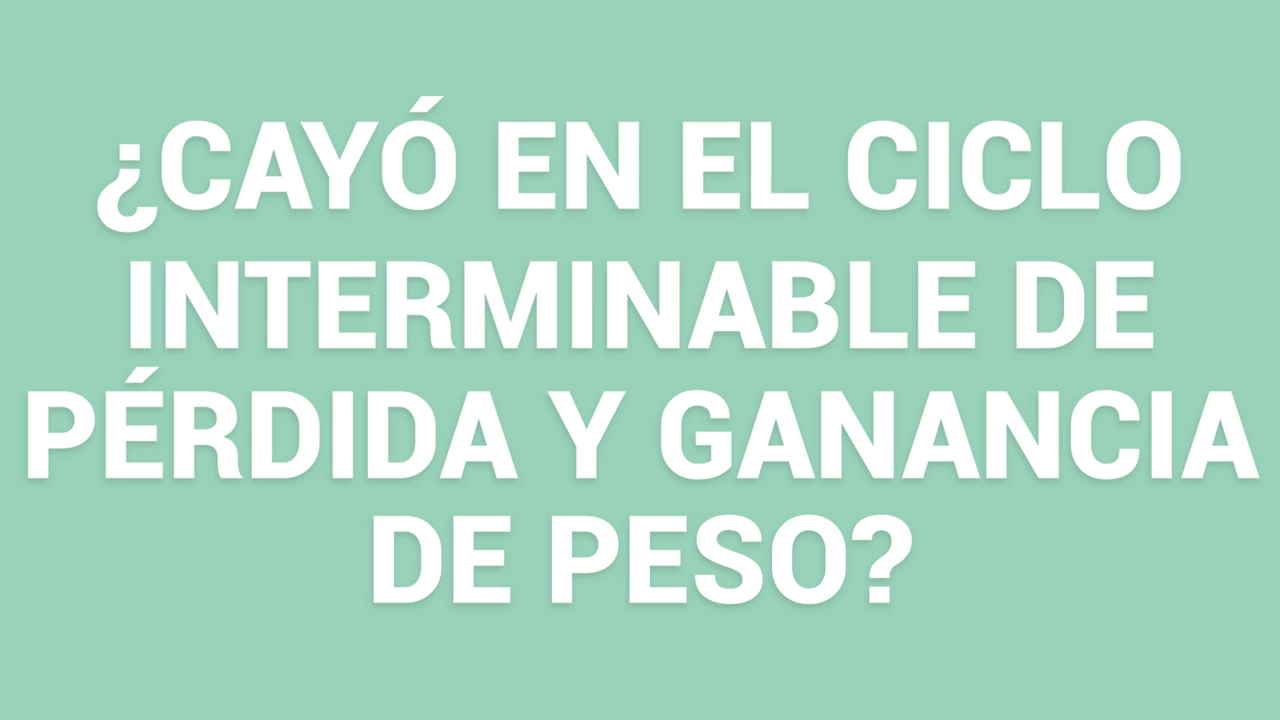 ¿CAYÓ EN EL CICLO
INTERMINABLE DE
PÉRDIDA Y GANANCIA
DE PESO?